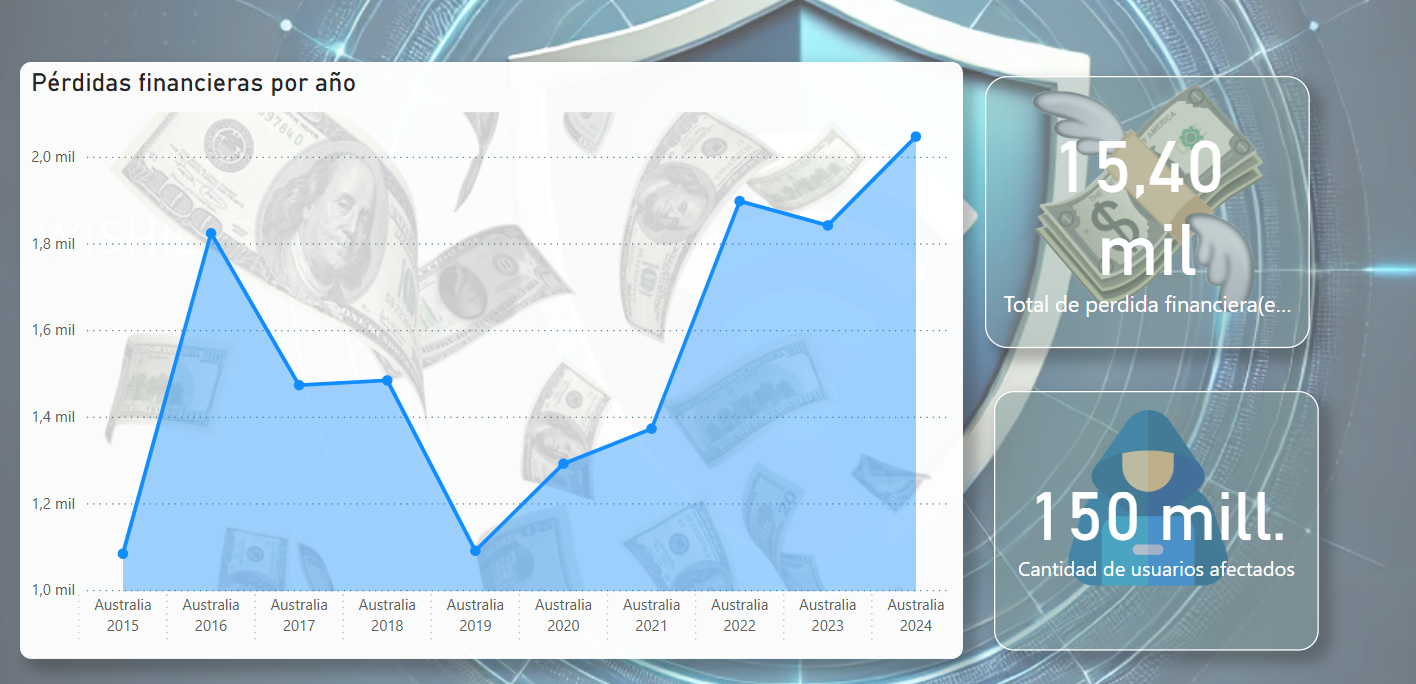 Pérdidas financieras por año
2,0 mil
1,8 mil
1,6 mil
1,4 mil
1,2 mil
1,0 mil
Australia Australia Australia Australia Australia Australia Australia Australia Australia Australia
2015 2016 2017 2018 2019 2020 2021 2022 2023 2024
15,40
mil
Total de perdida financiera(e...
150 mill.
Cantidad de usuarios afectados